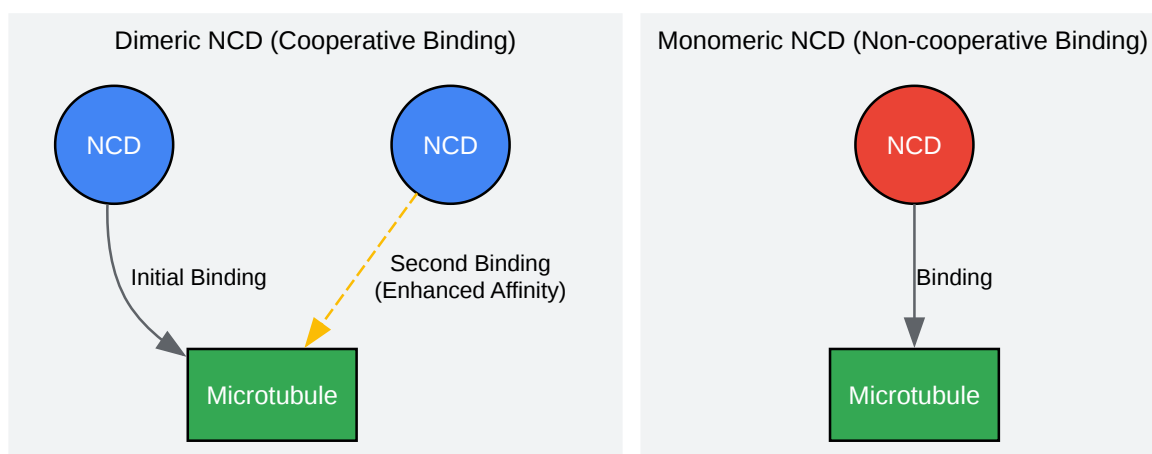 Dimeric NCD (Cooperative Binding)
NCD
NCD
Initial Binding
Second Binding
(Enhanced Affinity)
Microtubule
Monomeric NCD (Non-cooperative Binding)
NCD
Binding
Microtubule